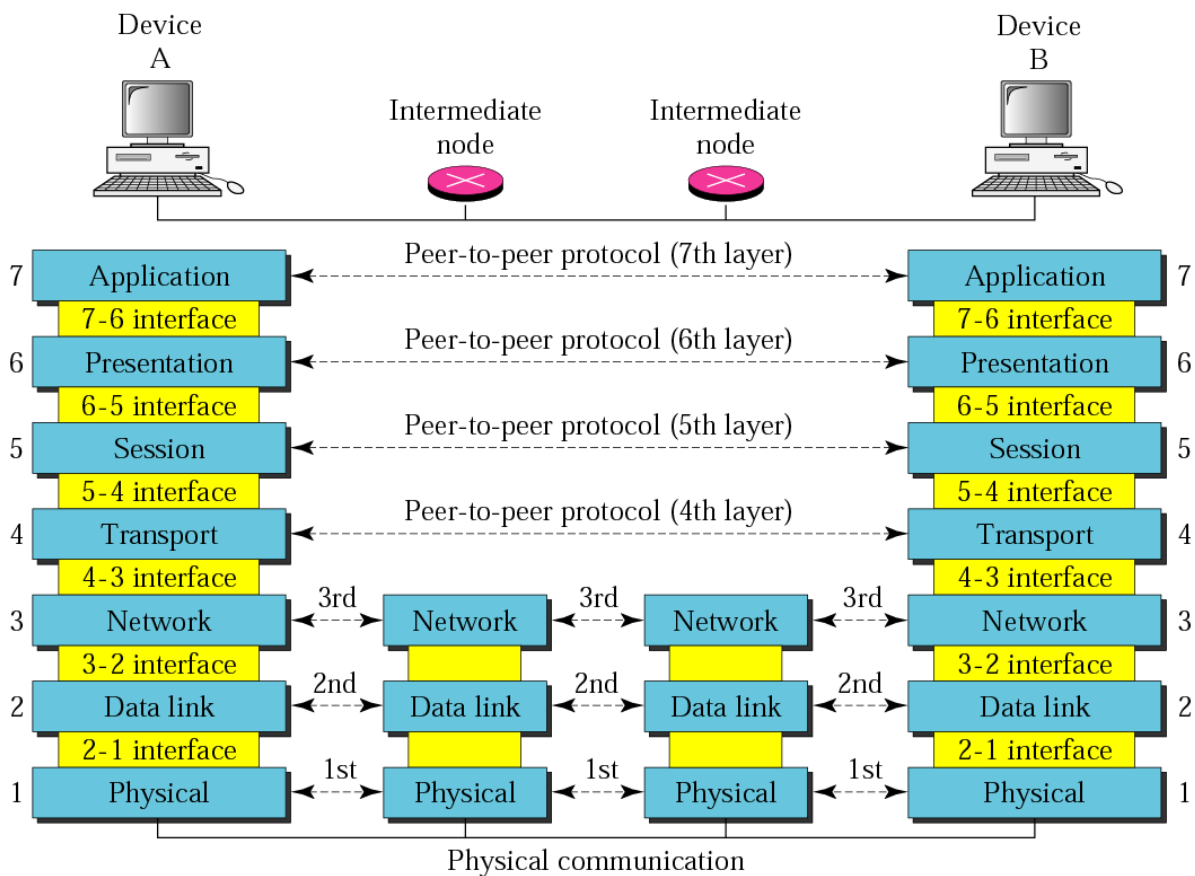 Device
A
Device
B
Intermediate
node
Intermediate
node
Peer-to-peer protocol (7th layer)
7 Application Application 7
7-6 interface 7-6 interface
Peer-to-peer protocol (6th layer)
6 Presentation Presentation 6
6-5 interface 6-5 interface
Peer-to-peer protocol (5th layer)
5 Session Session 5
5-4 interface 5-4 interface
Peer-to-peer protocol (4th layer)
4 Transport Transport 4
4-3 interface 4-3 interface
3rd 3rd 3rd
3 Network Network Network Network 3
3-2 interface 3-2 interface
2nd 2nd 2nd
2 Data link Data link Data link Data link 2
2-1 interface 2-1 interface
1st 1st 1st
1 Physical Physical Physical Physical 1
Physical communication